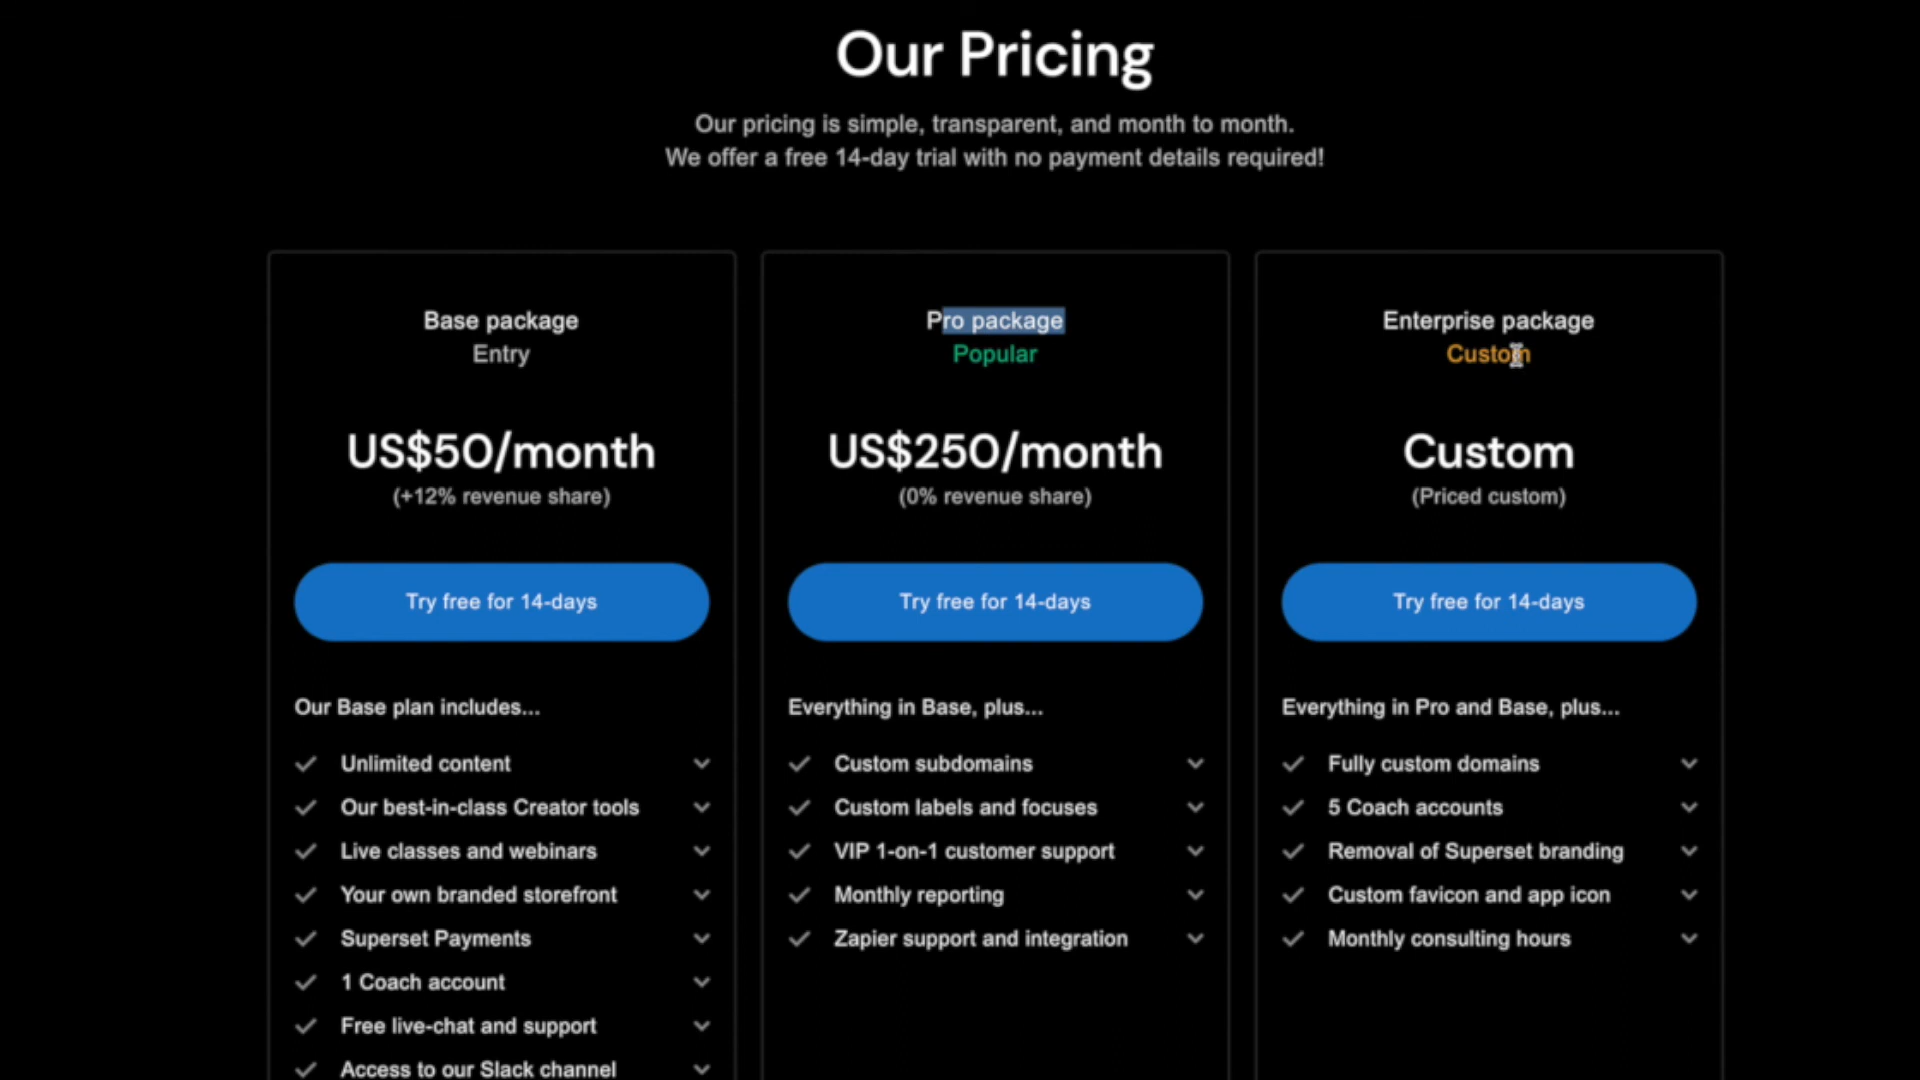 Our Pricing
Our pricing is simple, transparent, and month to month.
We offer a free 14-day trial with no payment details required!
Base package
Entry
US$50/month
(+12% revenue share)
Try free for 14-days
Our Base plan includes...
Unlimited content
Our best-in-class Creator tools
Live classes and webinars
Your own branded storefront
Superset Payments
1 Coach account
Free live-chat and support
Access to our Slack channel
Pro package
Popular
US$250/month
(0% revenue share)
Try free for 14-days
Everything in Base, plus...
Custom subdomains
Custom labels and focuses
VIP 1-on-1 customer support
Monthly reporting
Zapier support and integration
Enterprise package
Custom
Custom
(Priced custom)
Try free for 14-days
Everything in Pro and Base, plus...
Fully custom domains
5 Coach accounts
Removal of Superset branding
Custom favicon and app icon
Monthly consulting hours